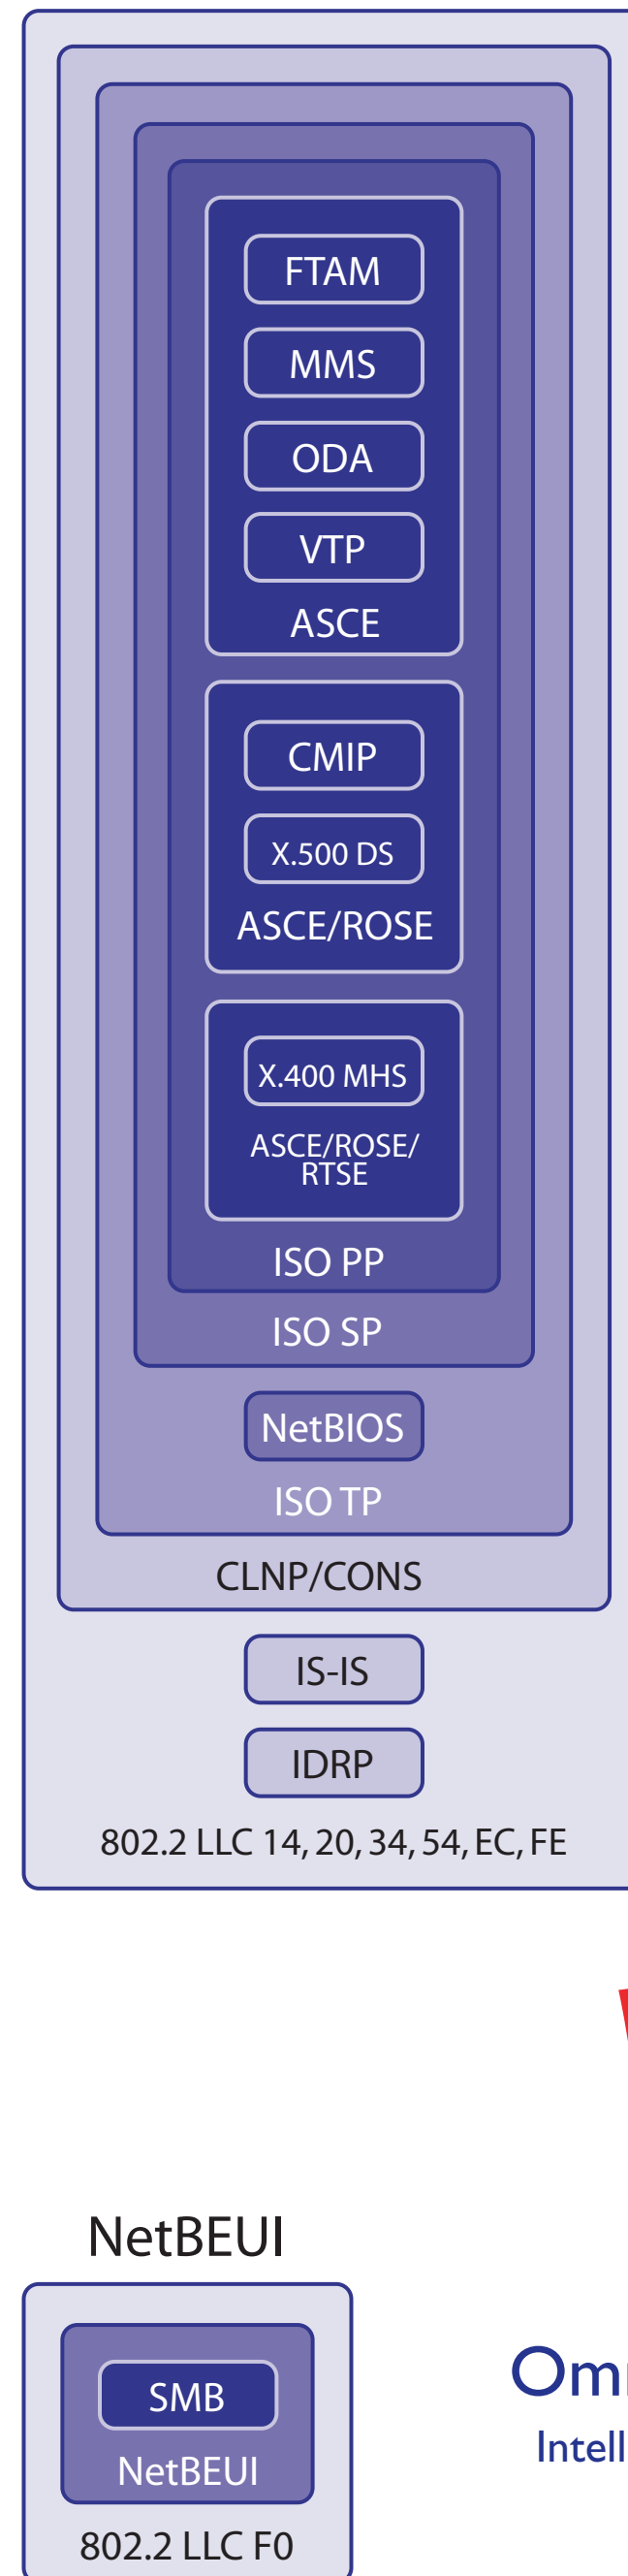 FTAM
MMS
ODA
VTP
ASCE
CMIP
X.500 DS
ASCE/ROSE
X.400 MHS
ASCE/ROSE/
RTSE
ISO PP
ISO SP
NetBIOS
ISO TP
CLNP/CONS
IS-IS
IDRP
802.2 LLC 14, 20, 34, 54, EC, FE
NetBEUI
SMB
NetBEUI
802.2 LLC F0